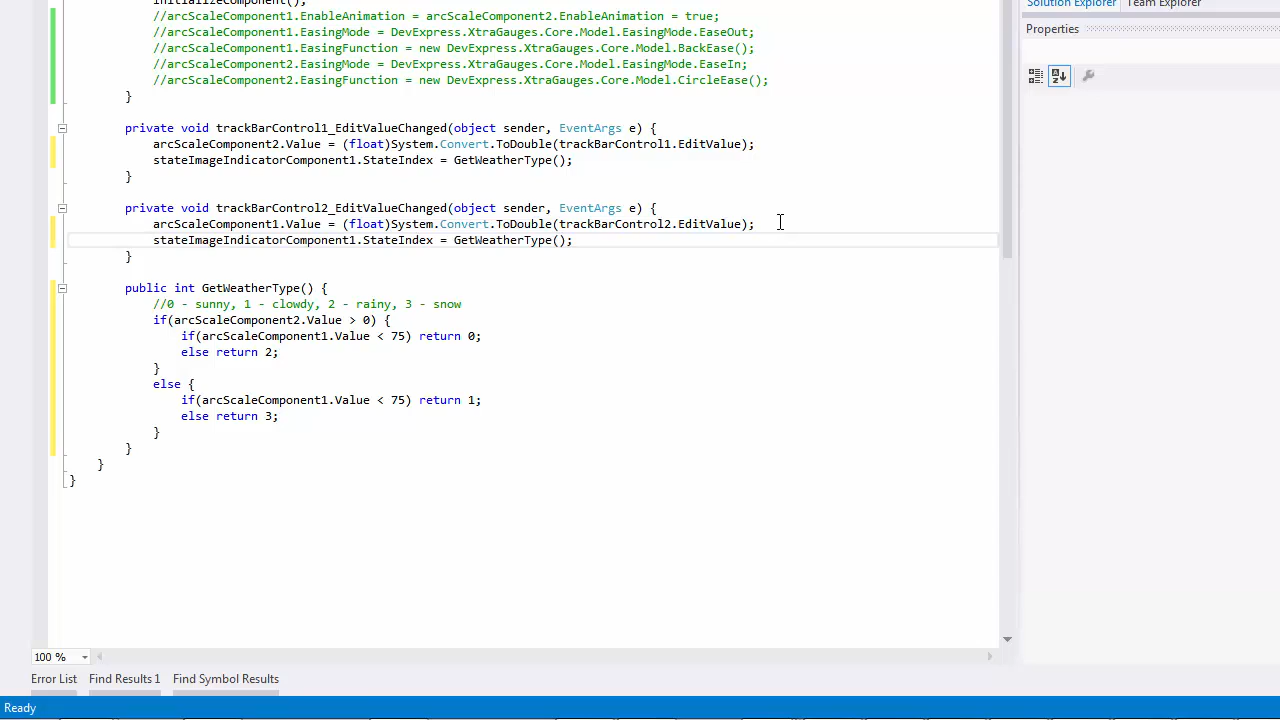 InitializeComponent();
//arcScaleComponent1.EnableAnimation = arcScaleComponent2.EnableAnimation = true;
//arcScaleComponent1.EasingMode = DevExpress.XtraGauges.Core.Model.EasingMode.EaseOut;
//arcScaleComponent1.EasingFunction = new DevExpress.XtraGauges.Core.Model.BackEase();
//arcScaleComponent2.EasingMode = DevExpress.XtraGauges.Core.Model.EasingMode.EaseIn;
//arcScaleComponent2.EasingFunction = new DevExpress.XtraGauges.Core.Model.CircleEase();
}
private void trackBarControl1_EditValueChanged(object sender, EventArgs e) {
arcScaleComponent2.Value = (float)System.Convert.ToDouble(trackBarControl1.EditValue);
stateImageIndicatorComponent1.StateIndex = GetWeatherType();
}
private void trackBarControl2_EditValueChanged(object sender, EventArgs e) {
arcScaleComponent1.Value = (float)System.Convert.ToDouble(trackBarControl2.EditValue);
stateImageIndicatorComponent1.StateIndex = GetWeatherType();
}
public int GetWeatherType() {
//0 - sunny, 1 - clowdy, 2 - rainy, 3 - snow
if(arcScaleComponent2.Value > 0) {
if(arcScaleComponent1.Value < 75) return 0;
else return 2;
}
else {
if(arcScaleComponent1.Value < 75) return 1;
else return 3;
}
}
}
}
100 %
Error List Find Results 1 Find Symbol Results
Ready
Solution Explorer Team Explorer
Properties